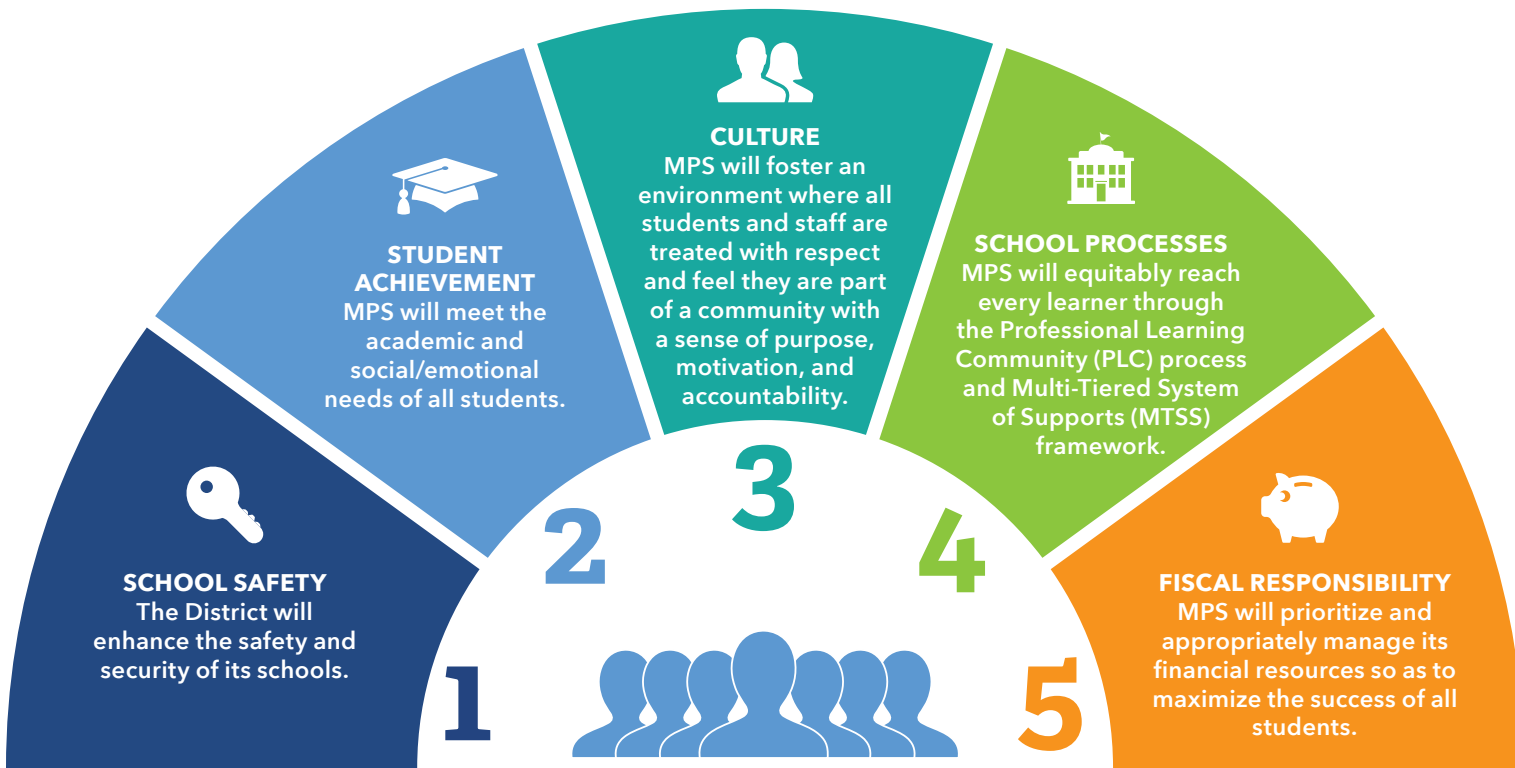 SCHOOL SAFETY
The District will
enhance the safety and
security of its schools.
1
STUDENT
ACHIEVEMENT
MPS will meet the
academic and
social/emotional
needs of all students.
2
CULTURE
MPS will foster an
environment where all
students and staff are
treated with respect
and feel they are part
of a community with
a sense of purpose,
motivation, and
accountability.
3
SCHOOL PROCESSES
MPS will equitably reach
every learner through
the Professional Learning
Community (PLC) process
and Multi-Tiered System
of Supports (MTSS)
framework.
4
FISCAL RESPONSIBILITY
MPS will prioritize and
appropriately manage its
financial resources so as to
maximize the success of all
students.
5